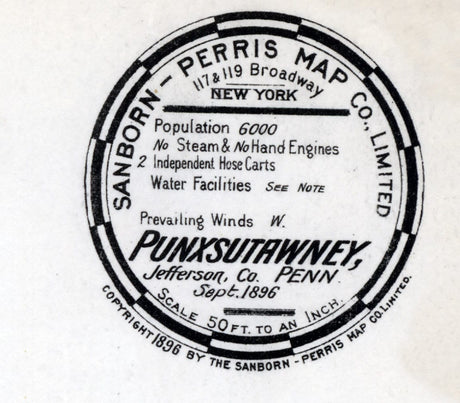 SANBORN - PERRIS MAP CO., LIMITED
117 & 119 Broadway
NEW YORK
Population 6000
No Steam & No Hand Engines
2 Independent Hose Carts
Water Facilities SEE NOTE
Prevailing Winds W.
PUNXSUTAWNEY,
Jefferson, Co. PENN.
Sept. 1896
SCALE 50 FT. TO AN INCH.
COPYRIGHT 1896 BY THE SANBORN - PERRIS MAP CO. LIMITED.